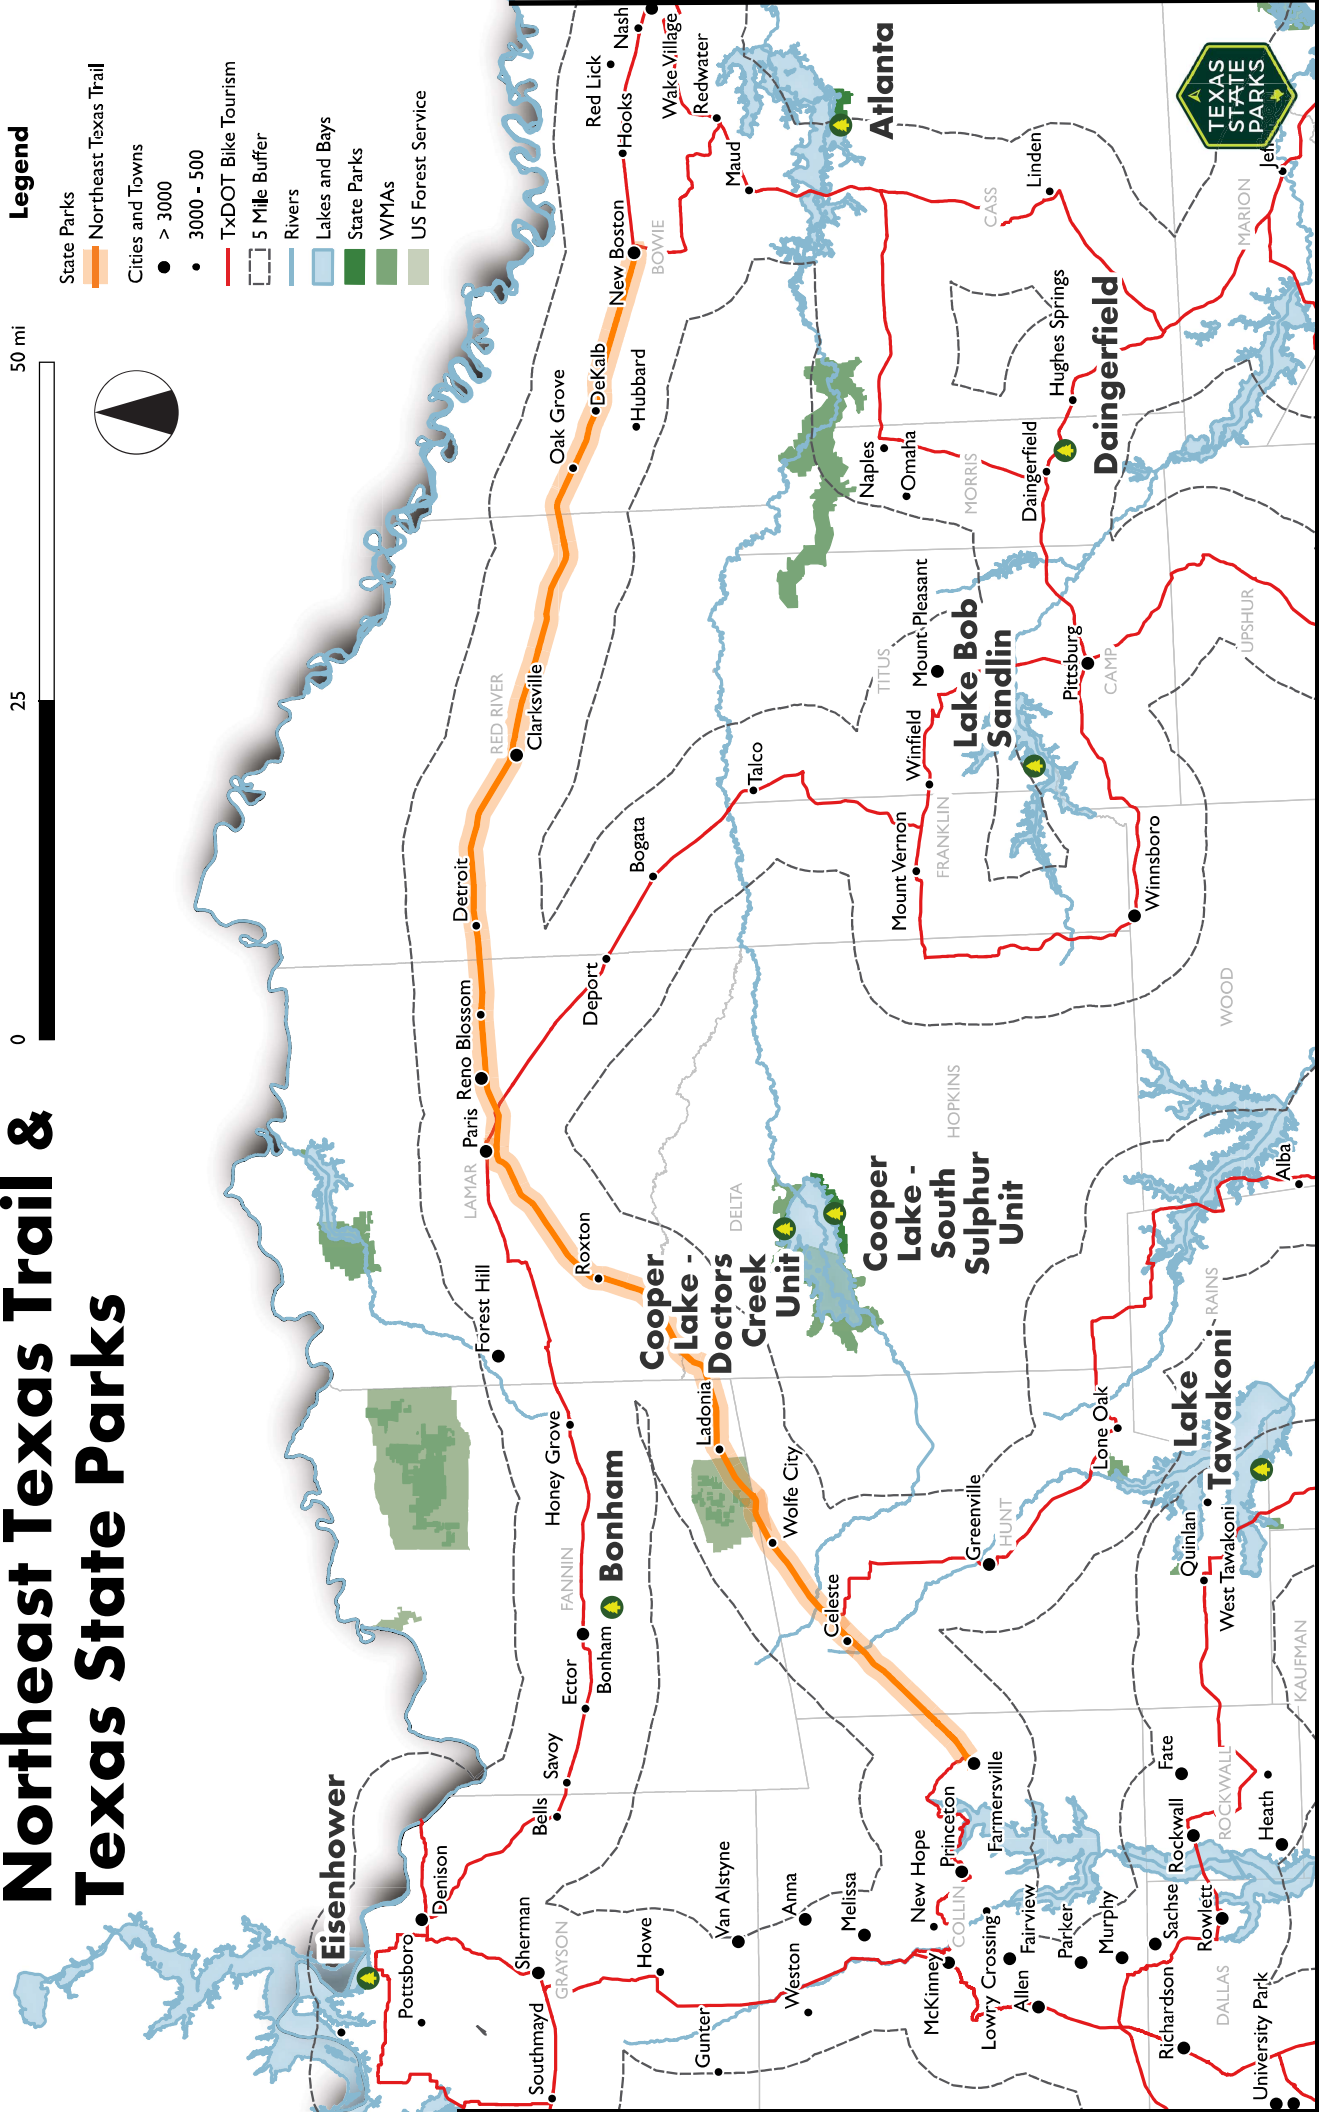 Northeast Texas Trail &
Texas State Parks
0
25
50 mi
Legend
State Parks
Northeast Texas Trail
Cities and Towns
> 3000
3000 - 500
TxDOT Bike Tourism
5 Mile Buffer
Rivers
Lakes and Bays
State Parks
WMAs
US Forest Service
Eisenhower
Pottsboro
Denison
Sherman
GRAYSON
Southmayd
Howe
Gunter
Van Alstyne
Anna
Weston
Melissa
Bells
Savoy
Ector
Bonham
Bonham
FANNIN
Honey Grove
Forest Hill
LAMAR
Paris
Reno
Blossom
Detroit
RED RIVER
Clarksville
Oak Grove
DeKalb
Hubbard
New Boston
BOWIE
Hooks
Red Lick
Nash
Wake Village
Redwater
Maud
Atlanta
Roxton
Deport
Bogata
Talco
Cooper
Lake -
Doctors
Creek
Unit
DELTA
Cooper
Lake -
South
Sulphur
Unit
HOPKINS
Ladonia
Wolfe City
Celeste
Greenville
HUNT
Farmersville
Princeton
New Hope
COLLIN
McKinney
Lowry Crossing
Fairview
Allen
Parker
Murphy
Sachse
Richardson
Rowlett
DALLAS
University Park
Rockwall
ROCKWALL
Fate
Heath
KAUFMAN
West Tawakoni
Quinlan
Lake
Tawakoni
Lone Oak
RAINS
Alba
WOOD
Mount Vernon
FRANKLIN
Winfield
Winnsboro
TITUS
Mount Pleasant
Lake Bob
Sandlin
Pittsburg
CAMP
UPSHUR
Naples
Omaha
MORRIS
Daingerfield
Daingerfield
Hughes Springs
CASS
Linden
MARION
Jeff
TEXAS
STATE
PARKS